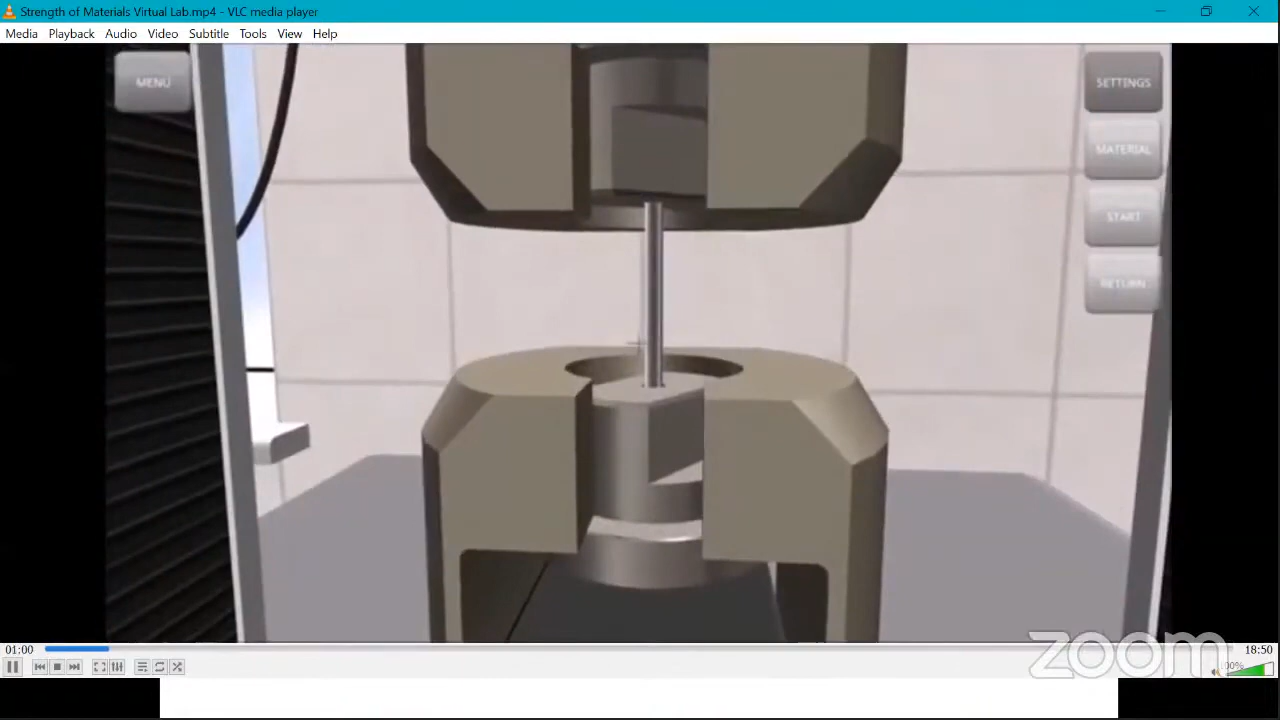 Strength of Materials Virtual Lab.mp4 - VLC media player
Media Playback Audio Video Subtitle Tools View Help
MENU
SETTINGS
MATERIAL
START
RETURN
01:00
18:50
zoom